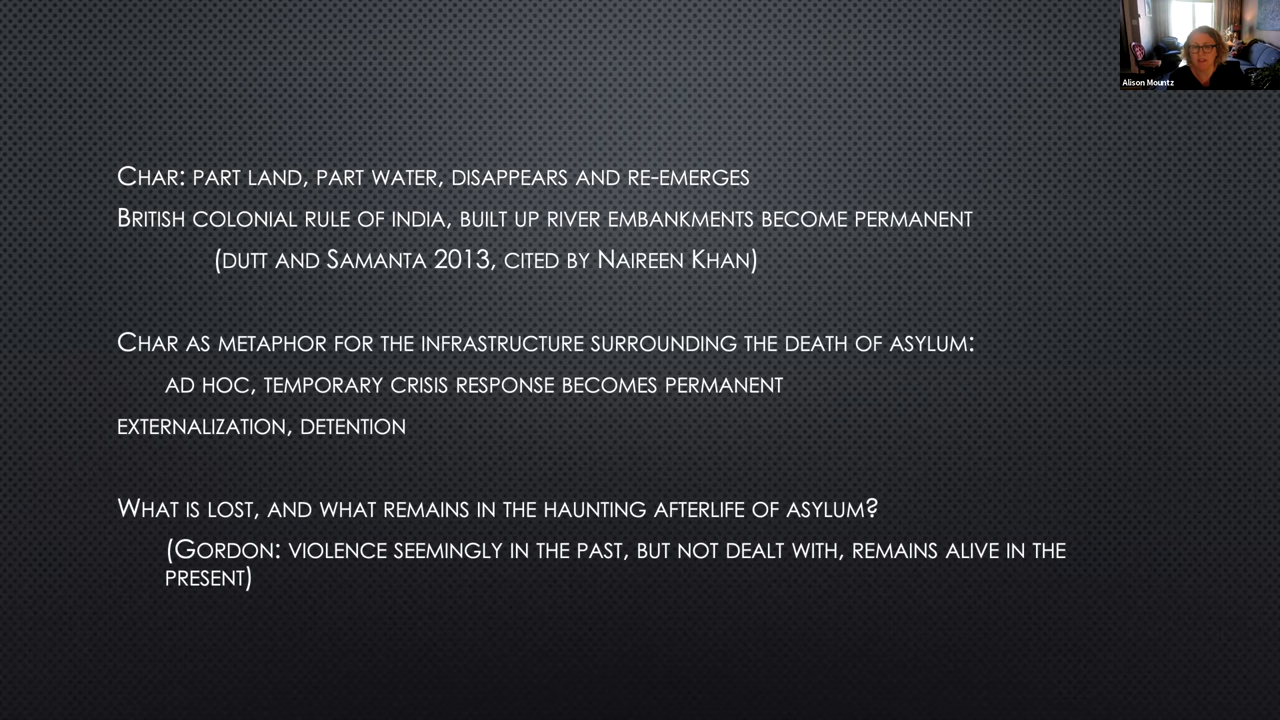 Alison Mountz
Char: part land, part water, disappears and re-emerges
British colonial rule of india, built up river embankments become permanent
(dutt and Samanta 2013, cited by Naireen Khan)
Char as metaphor for the infrastructure surrounding the death of asylum:
ad hoc, temporary crisis response becomes permanent
externalization, detention
What is lost, and what remains in the haunting afterlife of asylum?
(Gordon: violence seemingly in the past, but not dealt with, remains alive in the
present)